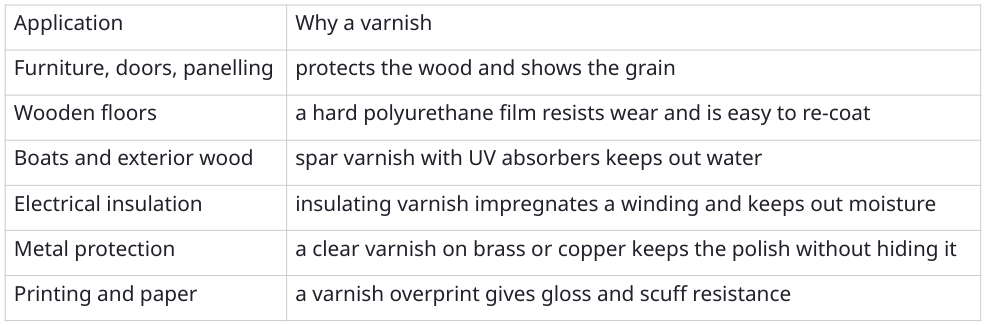 Application Why a varnish
Furniture, doors, panelling protects the wood and shows the grain
Wooden floors a hard polyurethane film resists wear and is easy to re-coat
Boats and exterior wood spar varnish with UV absorbers keeps out water
Electrical insulation insulating varnish impregnates a winding and keeps out moisture
Metal protection a clear varnish on brass or copper keeps the polish without hiding it
Printing and paper a varnish overprint gives gloss and scuff resistance